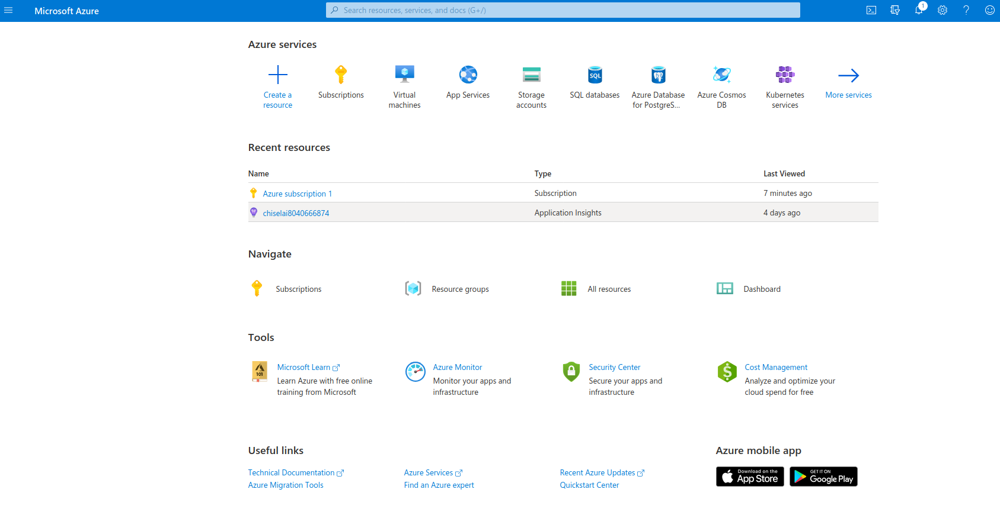 Microsoft Azure
Search resources, services, and docs (G+/)
1
Azure services
Create a
resource
Subscriptions
Virtual
machines
App Services
Storage
accounts
SQL
SQL databases
Azure Database
for PostgreS...
Azure Cosmos
DB
Kubernetes
services
More services
Recent resources
Name Type Last Viewed
Azure subscription 1 Subscription 7 minutes ago
chiselai8040666874 Application Insights 4 days ago
Navigate
Subscriptions Resource groups All resources Dashboard
Tools
101
Microsoft Learn
Learn Azure with free online
training from Microsoft
Azure Monitor
Monitor your apps and
infrastructure
Security Center
Secure your apps and
infrastructure
Cost Management
Analyze and optimize your
cloud spend for free
Useful links
Technical Documentation
Azure Migration Tools
Azure Services
Find an Azure expert
Recent Azure Updates
Quickstart Center
Azure mobile app
Download on the
App Store
GET IT ON
Google Play